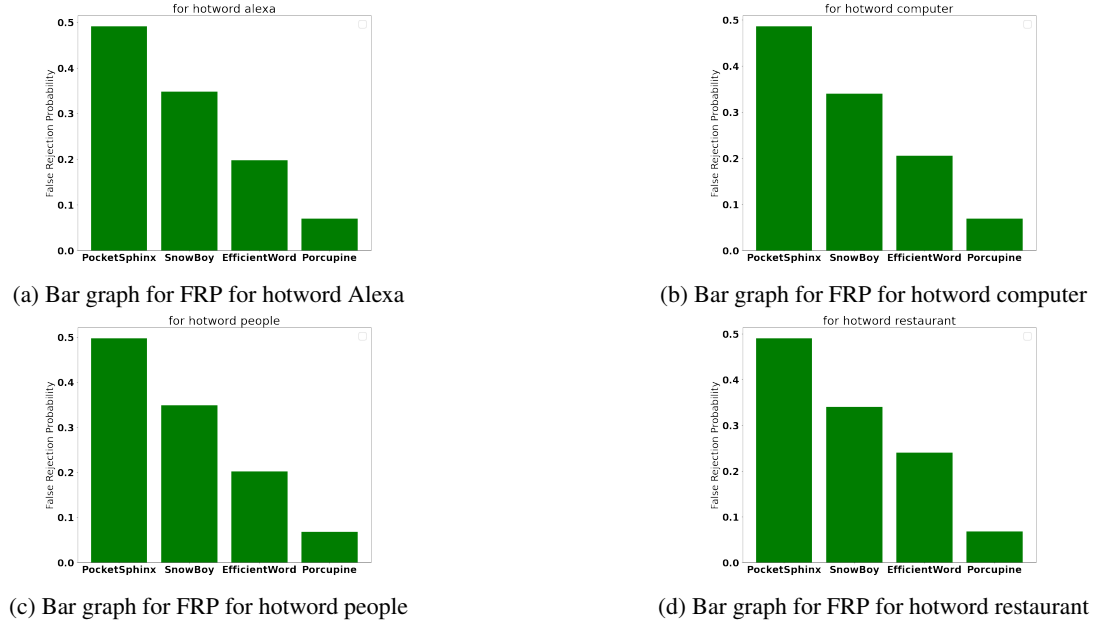 for hotword alexa
False Rejection Probability
0.5
0.4
0.3
0.2
0.1
0.0
PocketSphinx SnowBoy EfficientWord Porcupine
(a) Bar graph for FRP for hotword Alexa
for hotword computer
False Rejection Probability
0.5
0.4
0.3
0.2
0.1
0.0
PocketSphinx SnowBoy EfficientWord Porcupine
(b) Bar graph for FRP for hotword computer
for hotword people
False Rejection Probability
0.5
0.4
0.3
0.2
0.1
0.0
PocketSphinx SnowBoy EfficientWord Porcupine
(c) Bar graph for FRP for hotword people
for hotword restaurant
False Rejection Probability
0.5
0.4
0.3
0.2
0.1
0.0
PocketSphinx SnowBoy EfficientWord Porcupine
(d) Bar graph for FRP for hotword restaurant